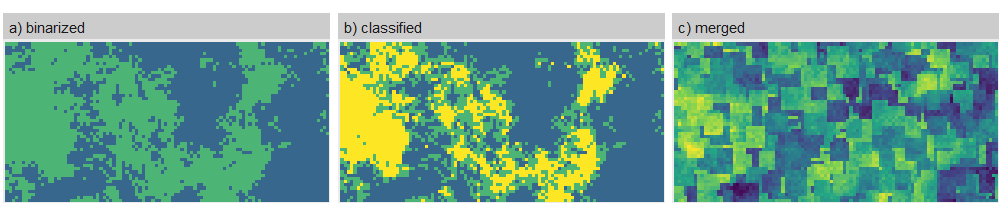 a) binarized
b) classified
c) merged